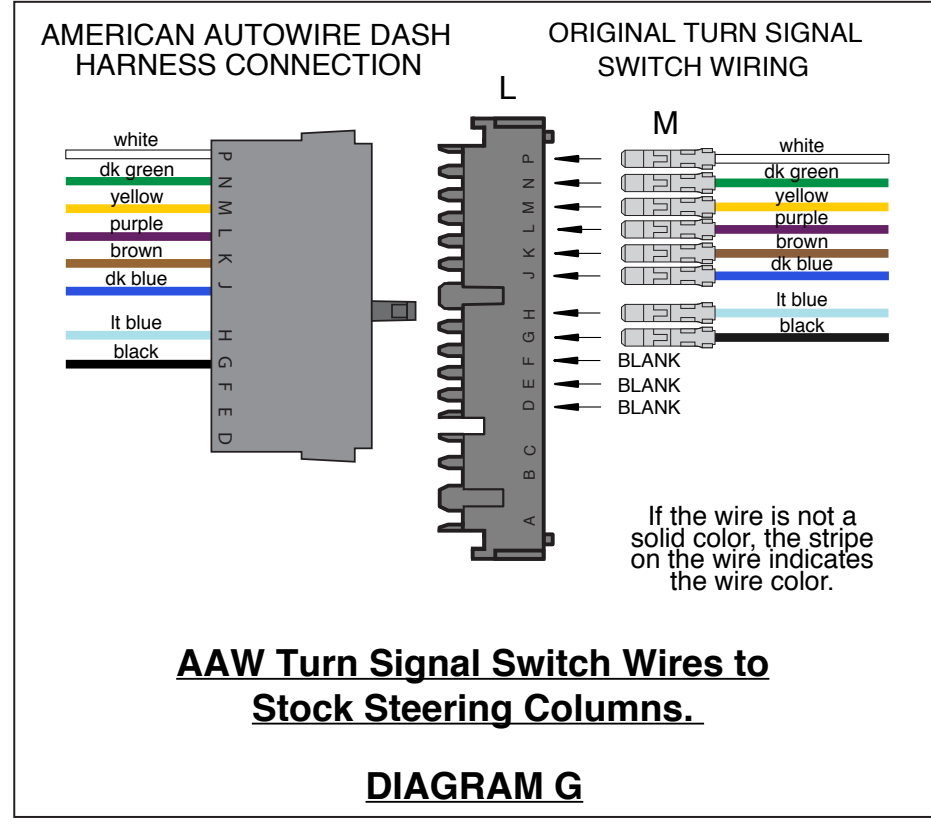 AMERICAN AUTOWIRE DASH
HARNESS CONNECTION
ORIGINAL TURN SIGNAL
SWITCH WIRING
L
M
white
dk green
yellow
purple
brown
dk blue
lt blue
black
P
N
M
L
K
J
H
G
F
E
D
P
N
M
L
K
J
H
G
F
E
D
C
B
A
white
dk green
yellow
purple
brown
dk blue
lt blue
black
BLANK
BLANK
BLANK
If the wire is not a
solid color, the stripe
on the wire indicates
the wire color.
AAW Turn Signal Switch Wires to
Stock Steering Columns.
DIAGRAM G